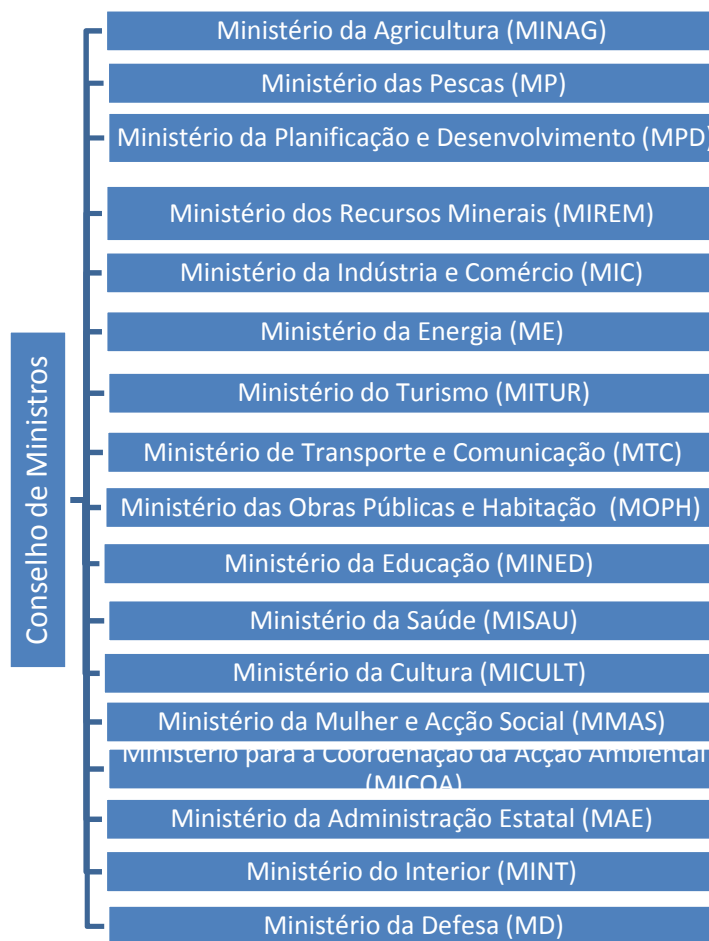 Conselho de Ministros
Ministério da Agricultura (MINAG)
Ministério das Pescas (MP)
Ministério da Planificação e Desenvolvimento (MPD)
Ministério dos Recursos Minerais (MIREM)
Ministério da Indústria e Comércio (MIC)
Ministério da Energia (ME)
Ministério do Turismo (MITUR)
Ministério de Transporte e Comunicação (MTC)
Ministério das Obras Públicas e Habitação (MOPH)
Ministério da Educação (MINED)
Ministério da Saúde (MISAU)
Ministério da Cultura (MICULT)
Ministério da Mulher e Acção Social (MMAS)
Ministério para a Coordenação da Acção Ambiental
(MICOA)
Ministério da Administração Estatal (MAE)
Ministério do Interior (MINT)
Ministério da Defesa (MD)